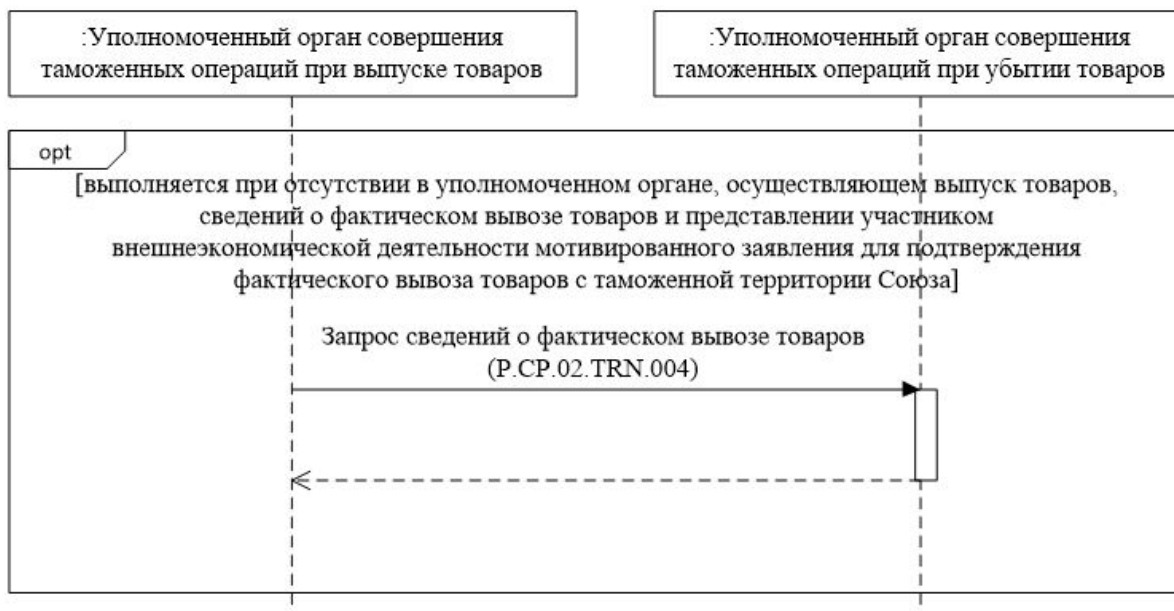 :Уполномоченный орган совершения
таможенных операций при выпуске товаров
:Уполномоченный орган совершения
таможенных операций при убытии товаров
opt
[выполняется при отсутствии в уполномоченном органе, осуществляющем выпуск товаров,
сведений о фактическом вывозе товаров и представлении участником
внешнеэкономической деятельности мотивированного заявления для подтверждения
фактического вывоза товаров с таможенной территории Союза]
Запрос сведений о фактическом вывозе товаров
(P.CP.02.TRN.004)